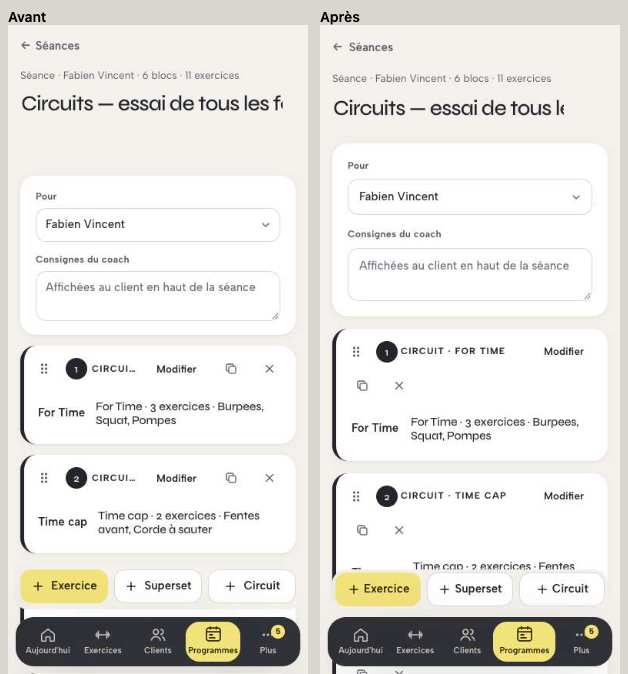 Avant
← Séances
Séance · Fabien Vincent · 6 blocs · 11 exercices
Circuits — essai de tous les fo
Pour
Fabien Vincent
Consignes du coach
Affichées au client en haut de la séance
1 CIRCUI... Modifier
For Time
For Time · 3 exercices · Burpees,
Squat, Pompes
2 CIRCUI... Modifier
Time cap
Time cap · 2 exercices · Fentes
avant, Corde à sauter
+ Exercice + Superset + Circuit
5
Aujourd'hui Exercices Clients Programmes Plus
Après
← Séances
Séance · Fabien Vincent · 6 blocs · 11 exercices
Circuits — essai de tous le
Pour
Fabien Vincent
Consignes du coach
Affichées au client en haut de la séance
1 CIRCUIT · FOR TIME Modifier
For Time
For Time · 3 exercices · Burpees,
Squat, Pompes
2 CIRCUIT · TIME CAP Modifier
Time cap · 2 exercices · Fentes
+ Exercice + Superset + Circuit
5
Aujourd'hui Exercices Clients Programmes Plus